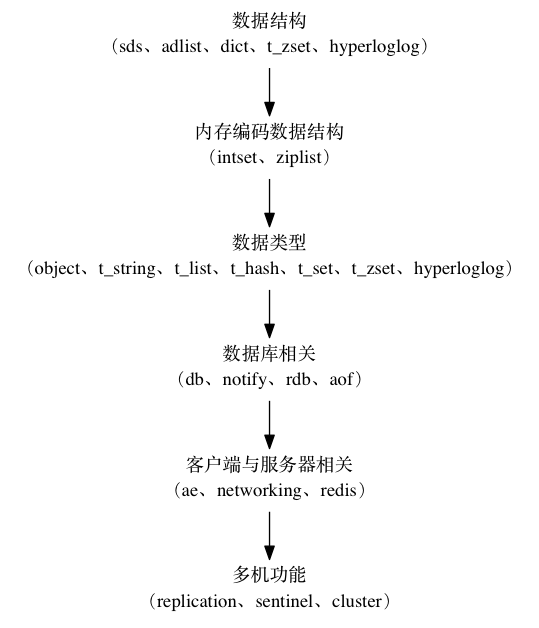 数据结构
（sds、adlist、dict、t_zset、hyperloglog）
内存编码数据结构
（intset、ziplist）
数据类型
（object、t_string、t_list、t_hash、t_set、t_zset、hyperloglog）
数据库相关
（db、notify、rdb、aof）
客户端与服务器相关
（ae、networking、redis）
多机功能
（replication、sentinel、cluster）